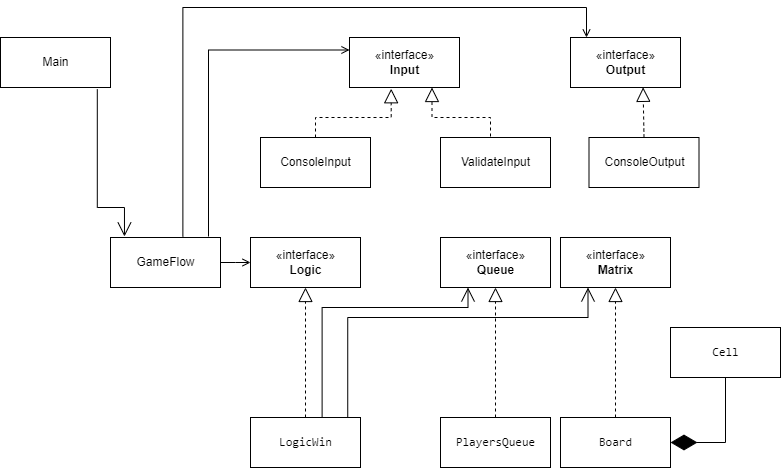 Main
«interface»
Input
«interface»
Output
ConsoleInput
ValidateInput
ConsoleOutput
GameFlow
«interface»
Logic
«interface»
Queue
«interface»
Matrix
Cell
LogicWin
PlayersQueue
Board